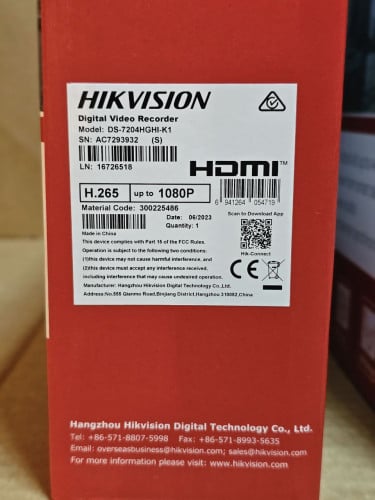 HIKVISION
Digital Video Recorder
Model: DS-7204HGHI-K1
SN: AC7293932 (S)
LN: 16726518
HDMI™
H.265 up to 1080P
6 941264 054719
Material Code: 300225486
Scan to Download App
Date: 06/2023
Quantity: 1
Made in China
This device complies with Part 15 of the FCC Rules.
Operation is subject to the following two conditions:
(1)this device may not cause harmful interference, and
(2)this device must accept any interference received,
including interference that may cause undesired operation.
Hik-Connect
CE
Manufacturer: Hangzhou Hikvision Digital Technology Co.,Ltd.
Address:No.555 Qianmo Road,Binjiang District,Hangzhou 310052,China
Hangzhou Hikvision Digital Technology Co., Ltd.
Tel: +86-571-8807-5998 Fax: +86-571-8993-5635
Email: overseasbusiness@hikvision.com; sales@hikvision.com
For more information please visit: www.hikvision.com